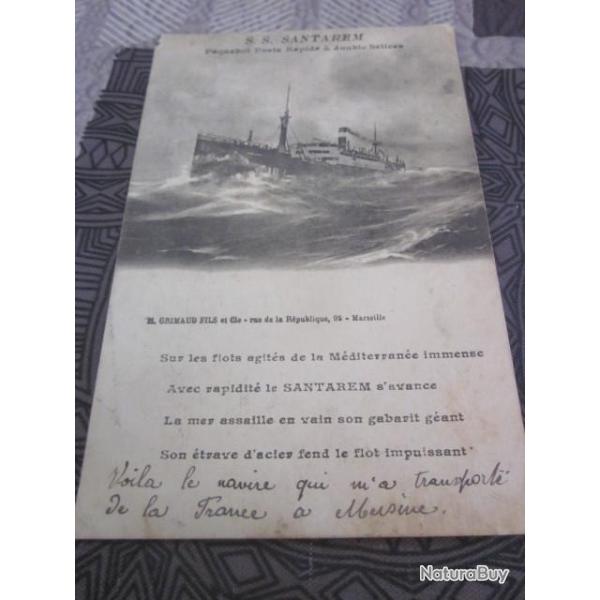 S. S. SANTAREM
Paquebot Poste Rapide à double hélices
H. GRIMAUD FILS et Cie - rue de la République, 95 - Marseille
Sur les flots agités de la Méditerranée immense
Avec rapidité le SANTAREM s'avance
La mer assaille en vain son gabarit géant
Son étrave d'acier fend le flot impuissant
Voila le navire qui m'a transporté
de la France a Mersine.
NaturaBuy